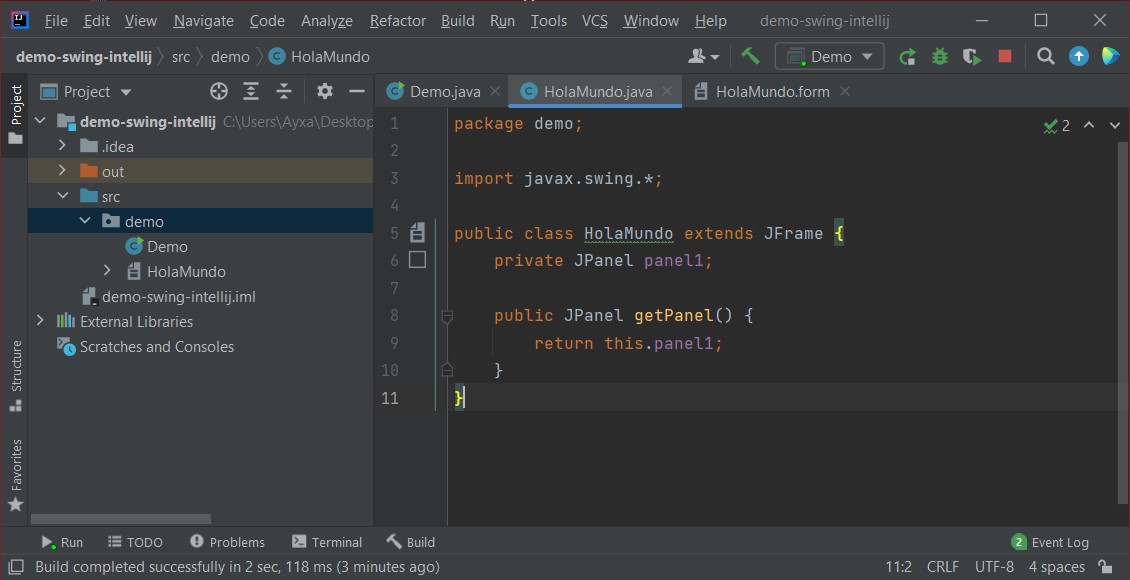 File Edit View Navigate Code Analyze Refactor Build Run Tools VCS Window Help demo-swing-intellij
demo-swing-intellij src demo HolaMundo Demo
Project
Structure
Favorites
Project
demo-swing-intellij C:\Users\Ayxa\Desktop
.idea
out
src
demo
Demo
HolaMundo
demo-swing-intellij.iml
External Libraries
Scratches and Consoles
Demo.java HolaMundo.java HolaMundo.form
2
1 package demo;
2
3 import javax.swing.*;
4
5 public class HolaMundo extends JFrame {
6 private JPanel panel1;
7
8 public JPanel getPanel() {
9 return this.panel1;
10 }
11 }
Run TODO Problems Terminal Build 2 Event Log
Build completed successfully in 2 sec, 118 ms (3 minutes ago) 11:2 CRLF UTF-8 4 spaces